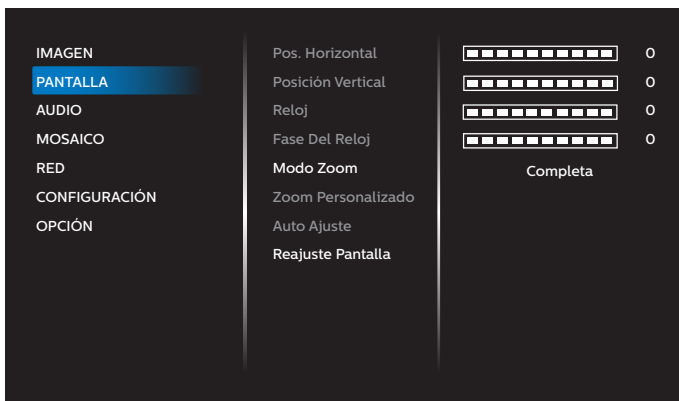 IMAGEN
PANTALLA
AUDIO
MOSAICO
RED
CONFIGURACIÓN
OPCIÓN
Pos. Horizontal 0
Posición Vertical 0
Reloj 0
Fase Del Reloj 0
Modo Zoom Completa
Zoom Personalizado
Auto Ajuste
Reajuste Pantalla